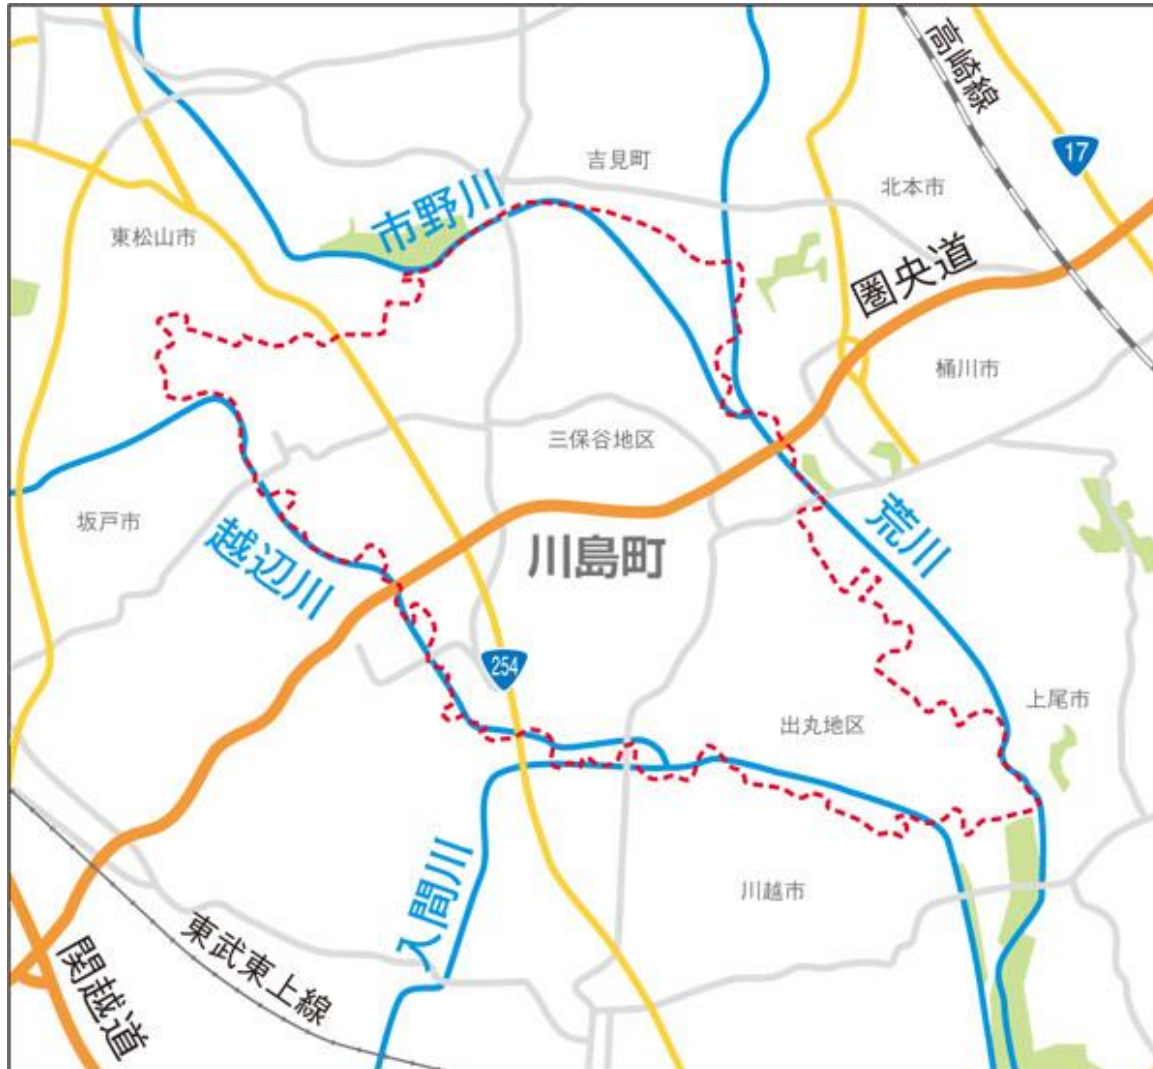 高崎線
17
吉見町
北本市
市野川
東松山市
圏央道
桶川市
三保谷地区
荒川
坂戸市
越辺川
川島町
254
上尾市
出丸地区
川越市
入間川
東武東上線
関越道